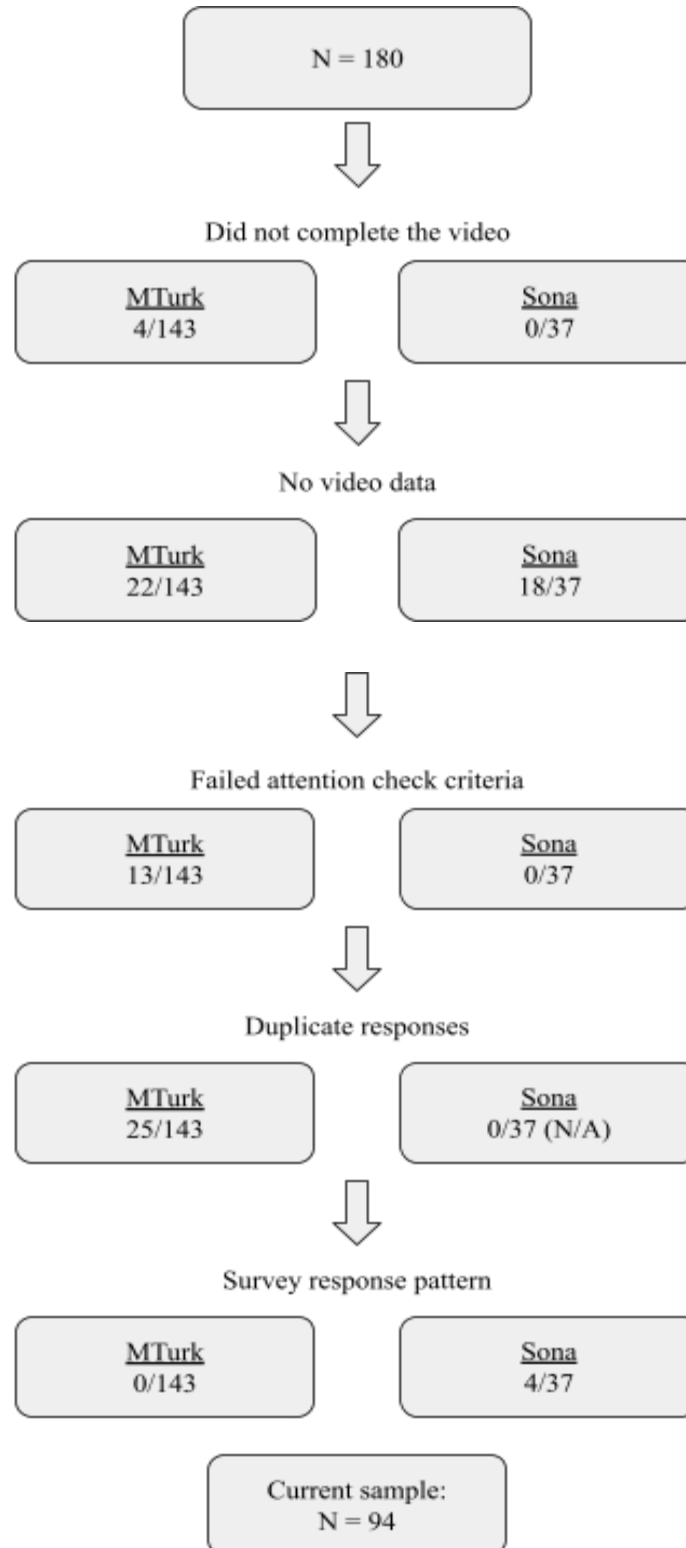 N = 180
Did not complete the video
MTurk
4/143
Sona
0/37
No video data
MTurk
22/143
Sona
18/37
Failed attention check criteria
MTurk
13/143
Sona
0/37
Duplicate responses
MTurk
25/143
Sona
0/37 (N/A)
Survey response pattern
MTurk
0/143
Sona
4/37
Current sample:
N = 94